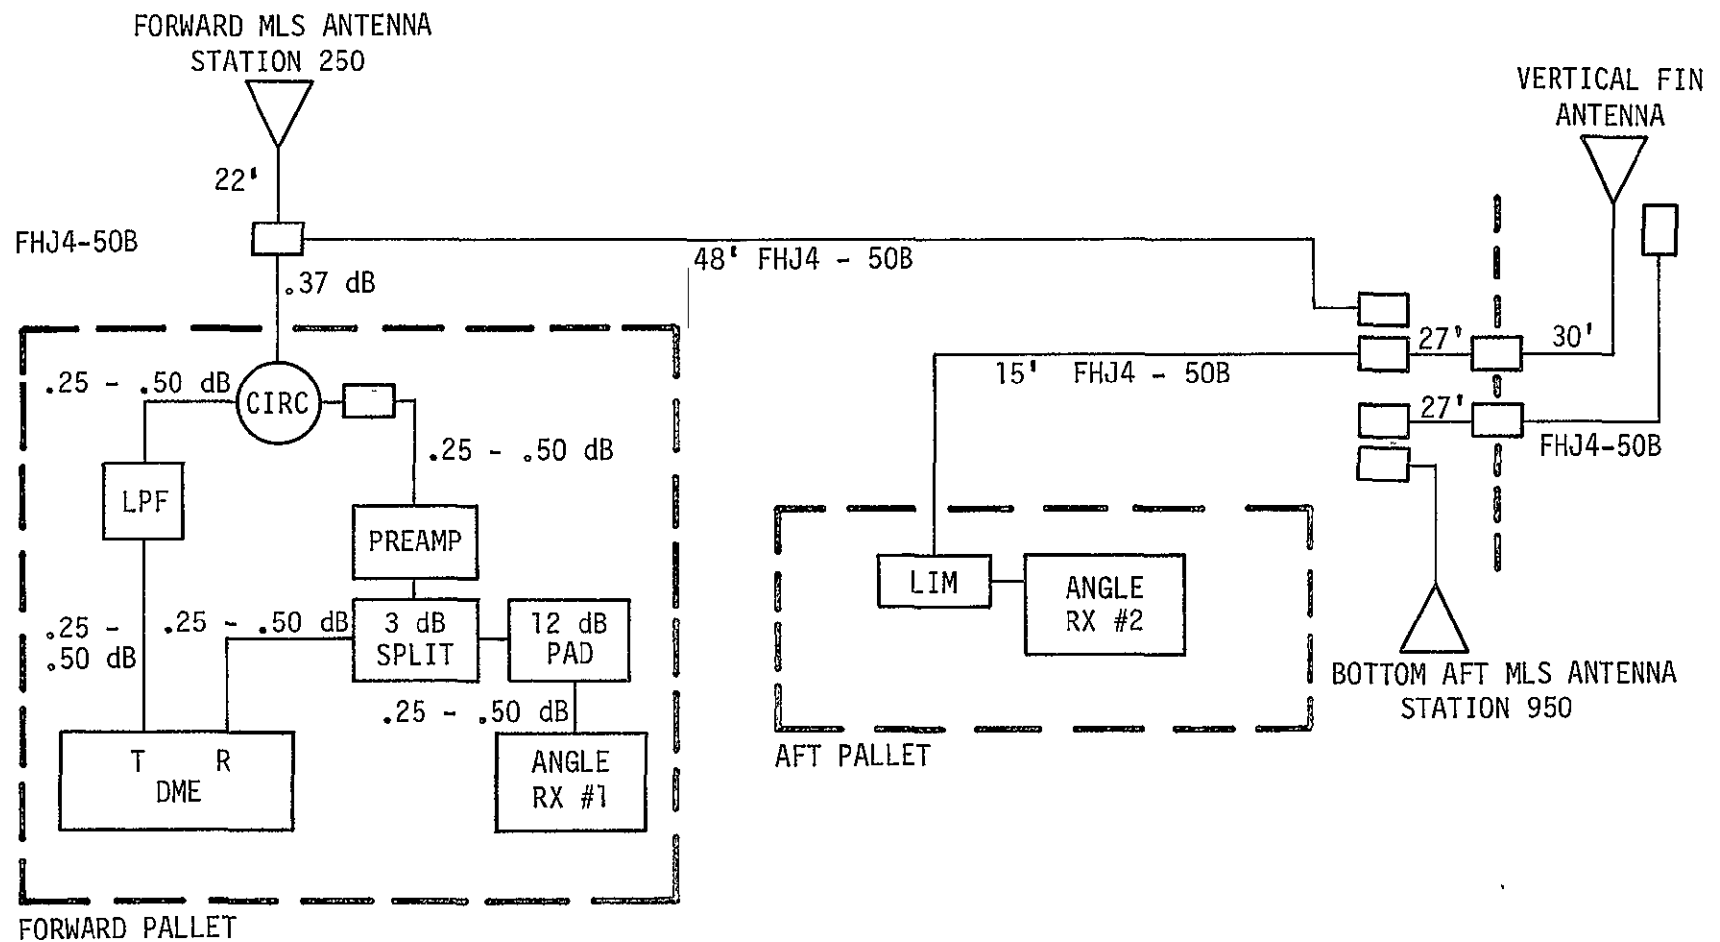 FORWARD MLS ANTENNA
STATION 250
VERTICAL FIN
ANTENNA
22'
FHJ4-50B
48' FHJ4 - 50B
.37 dB
27'
30'
15' FHJ4 - 50B
.25 - .50 dB
CIRC
27'
FHJ4-50B
.25 - .50 dB
LPF
PREAMP
LIM
ANGLE
RX #2
.25 -
.50 dB
.25 - .50 dB
3 dB
SPLIT
12 dB
PAD
BOTTOM AFT MLS ANTENNA
STATION 950
.25 - .50 dB
T R
DME
ANGLE
RX #1
AFT PALLET
FORWARD PALLET